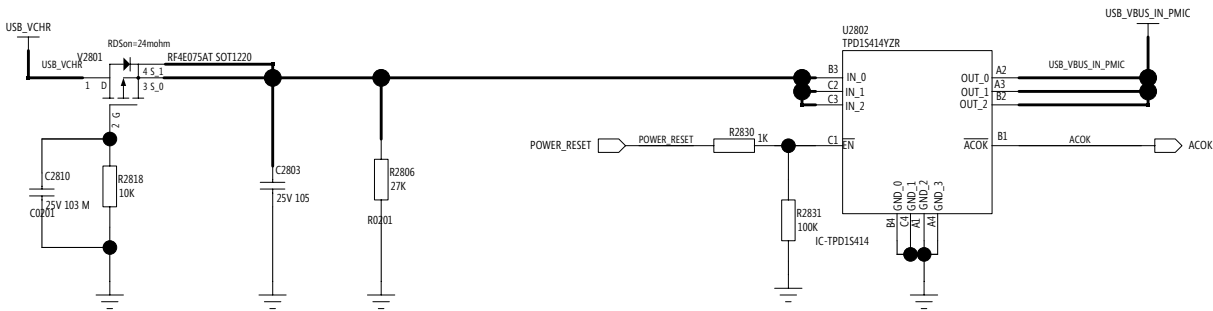 USB_VCHR
USB_VCHR
V2801
RDSon=24mohm
RF4E075AT SOT1220
1
D
4 S_1
3 S_0
2 G
C2810
25V 103 M
C0201
R2818
10K
C2803
25V 105
R2806
27K
R0201
POWER_RESET
POWER_RESET
R2830
1K
R2831
100K
U2802
TPD1S414YZR
B3 IN_0
C2 IN_1
C3 IN_2
C1 EN
OUT_0 A2
OUT_1 A3
OUT_2 B2
ACOK B1
GND_0
GND_1
GND_2
GND_3
B4
C4
A1
A4
IC-TPD1S414
USB_VBUS_IN_PMIC
USB_VBUS_IN_PMIC
ACOK
ACOK